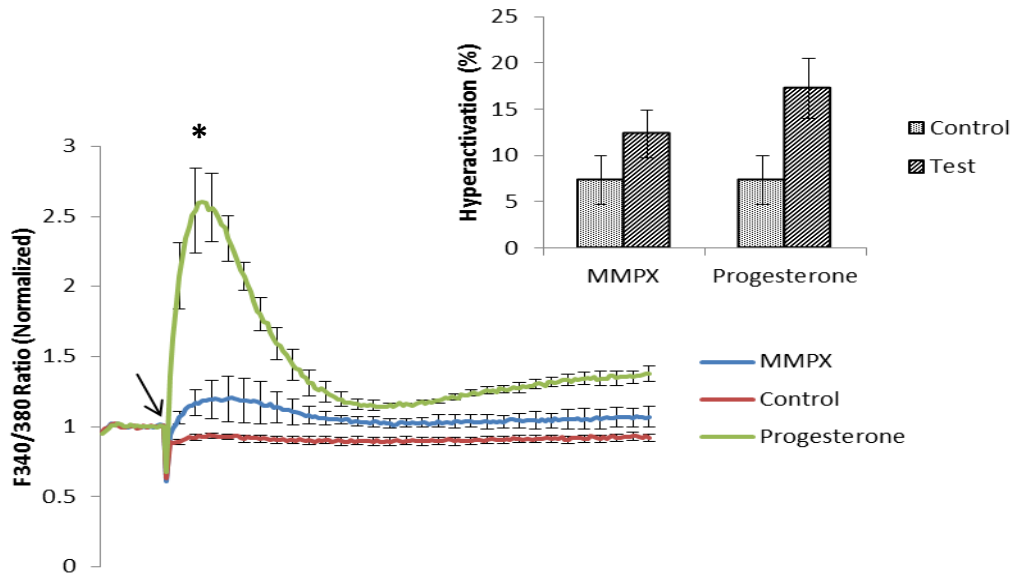 F340/380 Ratio (Normalized)
3
2.5
2
1.5
1
0.5
0
*
MMPX
Control
Progesterone
Hyperactivation (%)
25
20
15
10
5
0
MMPX Progesterone
Control
Test